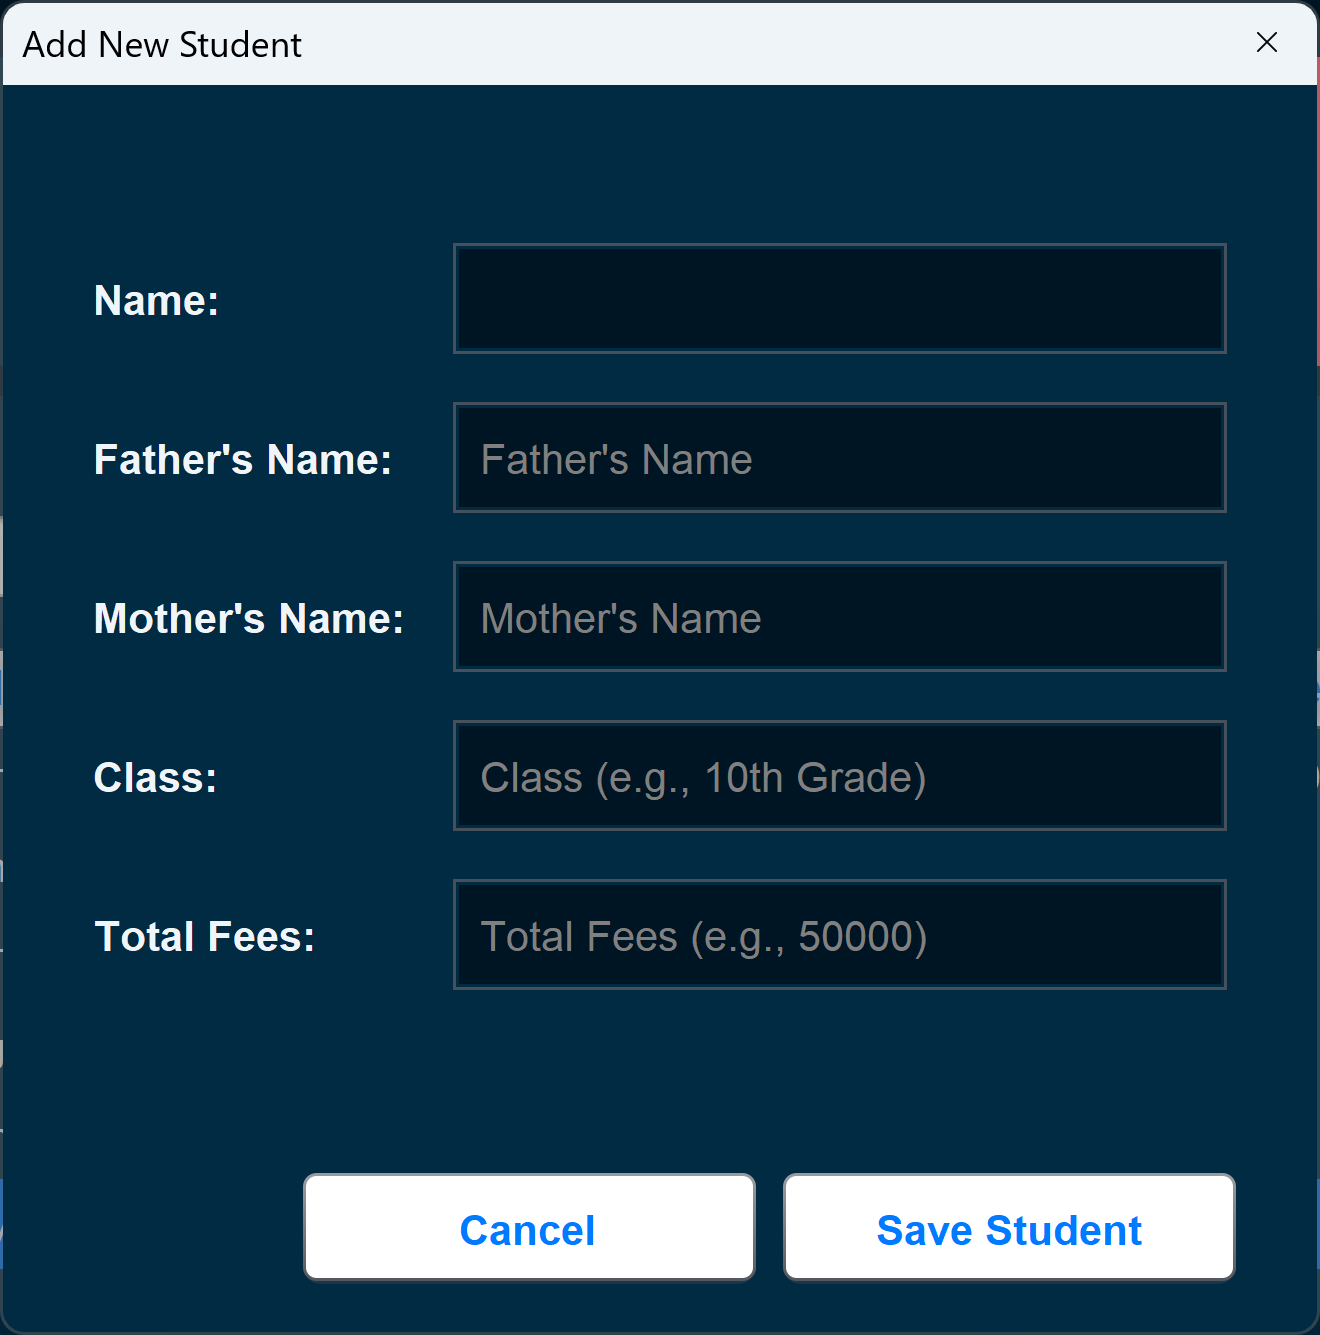 Add New Student
Name:
Father's Name: Father's Name
Mother's Name: Mother's Name
Class: Class (e.g., 10th Grade)
Total Fees: Total Fees (e.g., 50000)
Cancel Save Student